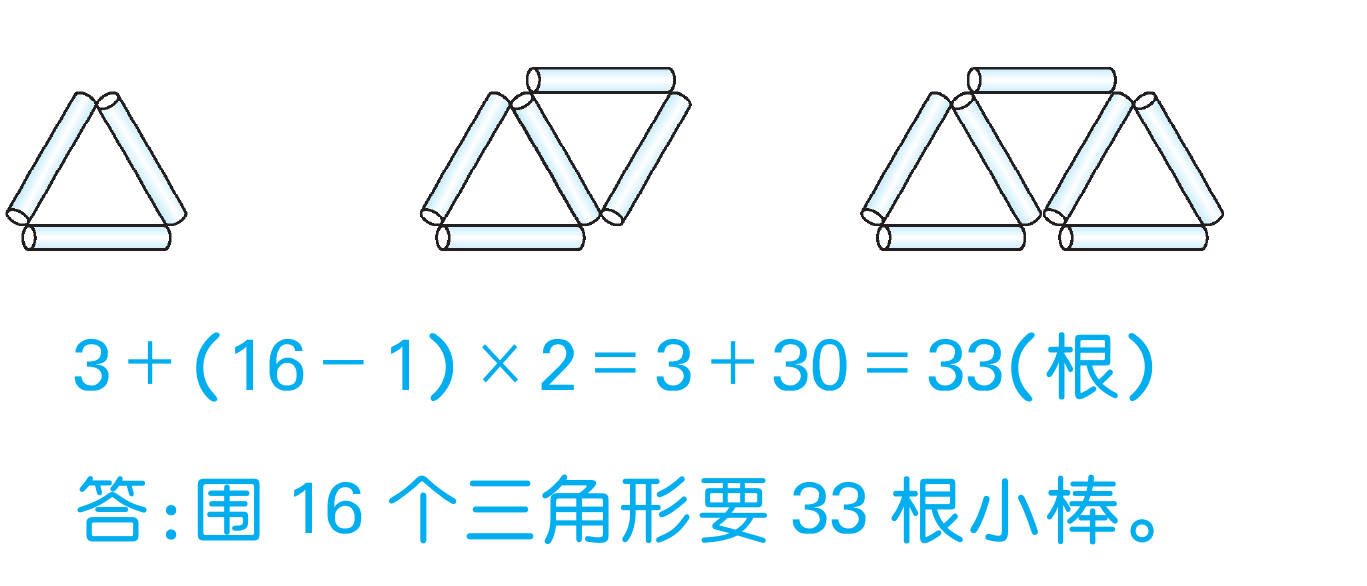 3+(16-1)×2=3+30=33(根)
答:围 16 个三角形要 33 根小棒。